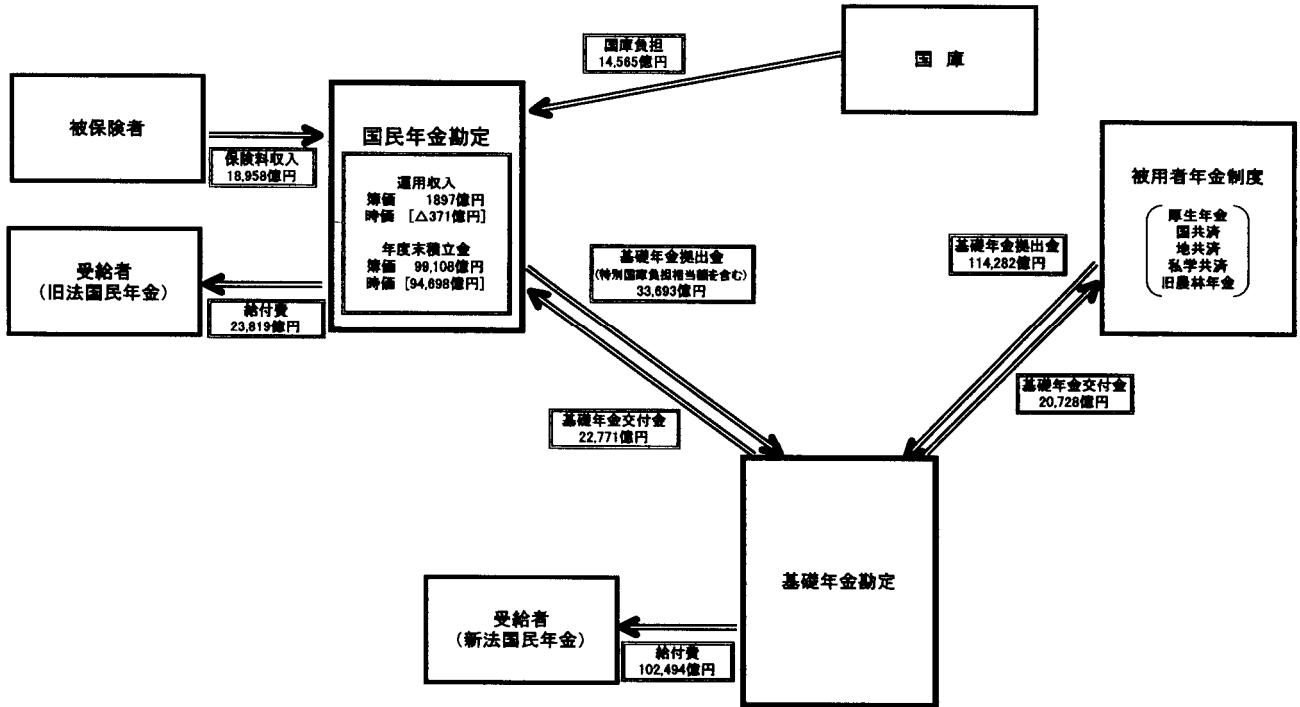 国庫負担
14,565億円
国 庫
被保険者
保険料収入
18,958億円
国民年金勘定
運用収入
簿価 1897億円
時価 [△371億円]
年度末積立金
簿価 99,108億円
時価 [94,698億円]
受給者
(旧法国民年金)
給付費
23,819億円
基礎年金拠出金
(特別国庫負担相当額を含む)
33,693億円
基礎年金交付金
22,771億円
被用者年金制度
厚生年金
国共済
地共済
私学共済
旧農林年金
基礎年金拠出金
114,282億円
基礎年金交付金
20,728億円
基礎年金勘定
受給者
(新法国民年金)
給付費
102,494億円